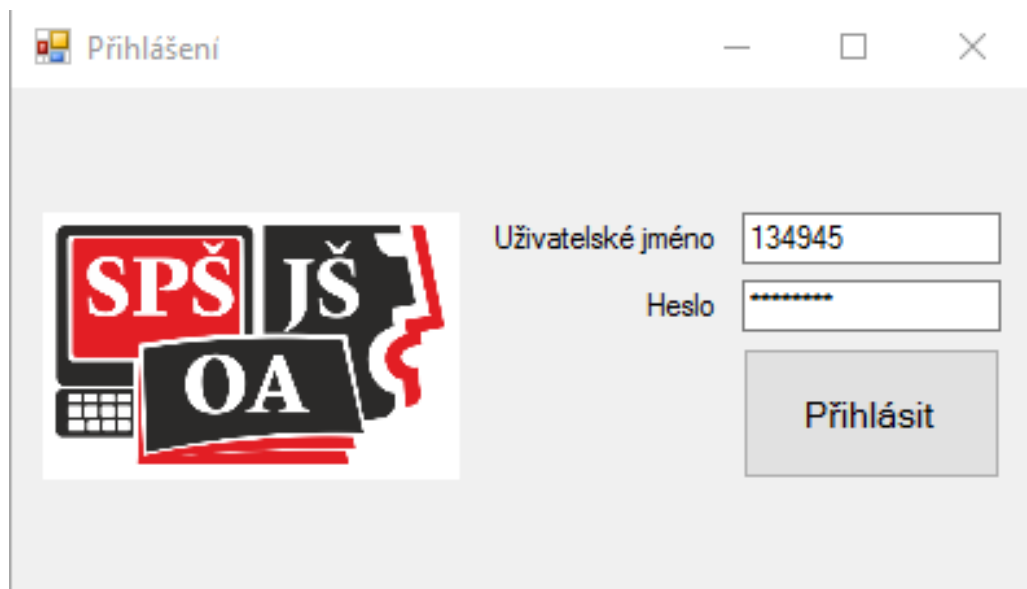 Přihlášení
SPŠ JŠ
OA
Uživatelské jméno 134945
Heslo ********
Přihlásit